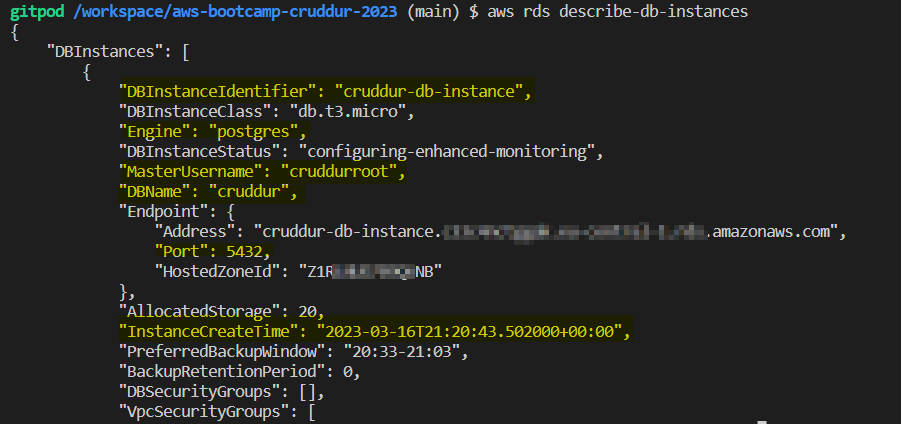 gitpod /workspace/aws-bootcamp-cruddur-2023 (main) $ aws rds describe-db-instances
{
    "DBInstances": [
        {
            "DBInstanceIdentifier": "cruddur-db-instance",
            "DBInstanceClass": "db.t3.micro",
            "Engine": "postgres",
            "DBInstanceStatus": "configuring-enhanced-monitoring",
            "MasterUsername": "cruddurroot",
            "DBName": "cruddur",
            "Endpoint": {
                "Address": "cruddur-db-instance. .amazonaws.com",
                "Port": 5432,
                "HostedZoneId": "Z1R NB"
            },
            "AllocatedStorage": 20,
            "InstanceCreateTime": "2023-03-16T21:20:43.502000+00:00",
            "PreferredBackupWindow": "20:33-21:03",
            "BackupRetentionPeriod": 0,
            "DBSecurityGroups": [],
            "VpcSecurityGroups": [